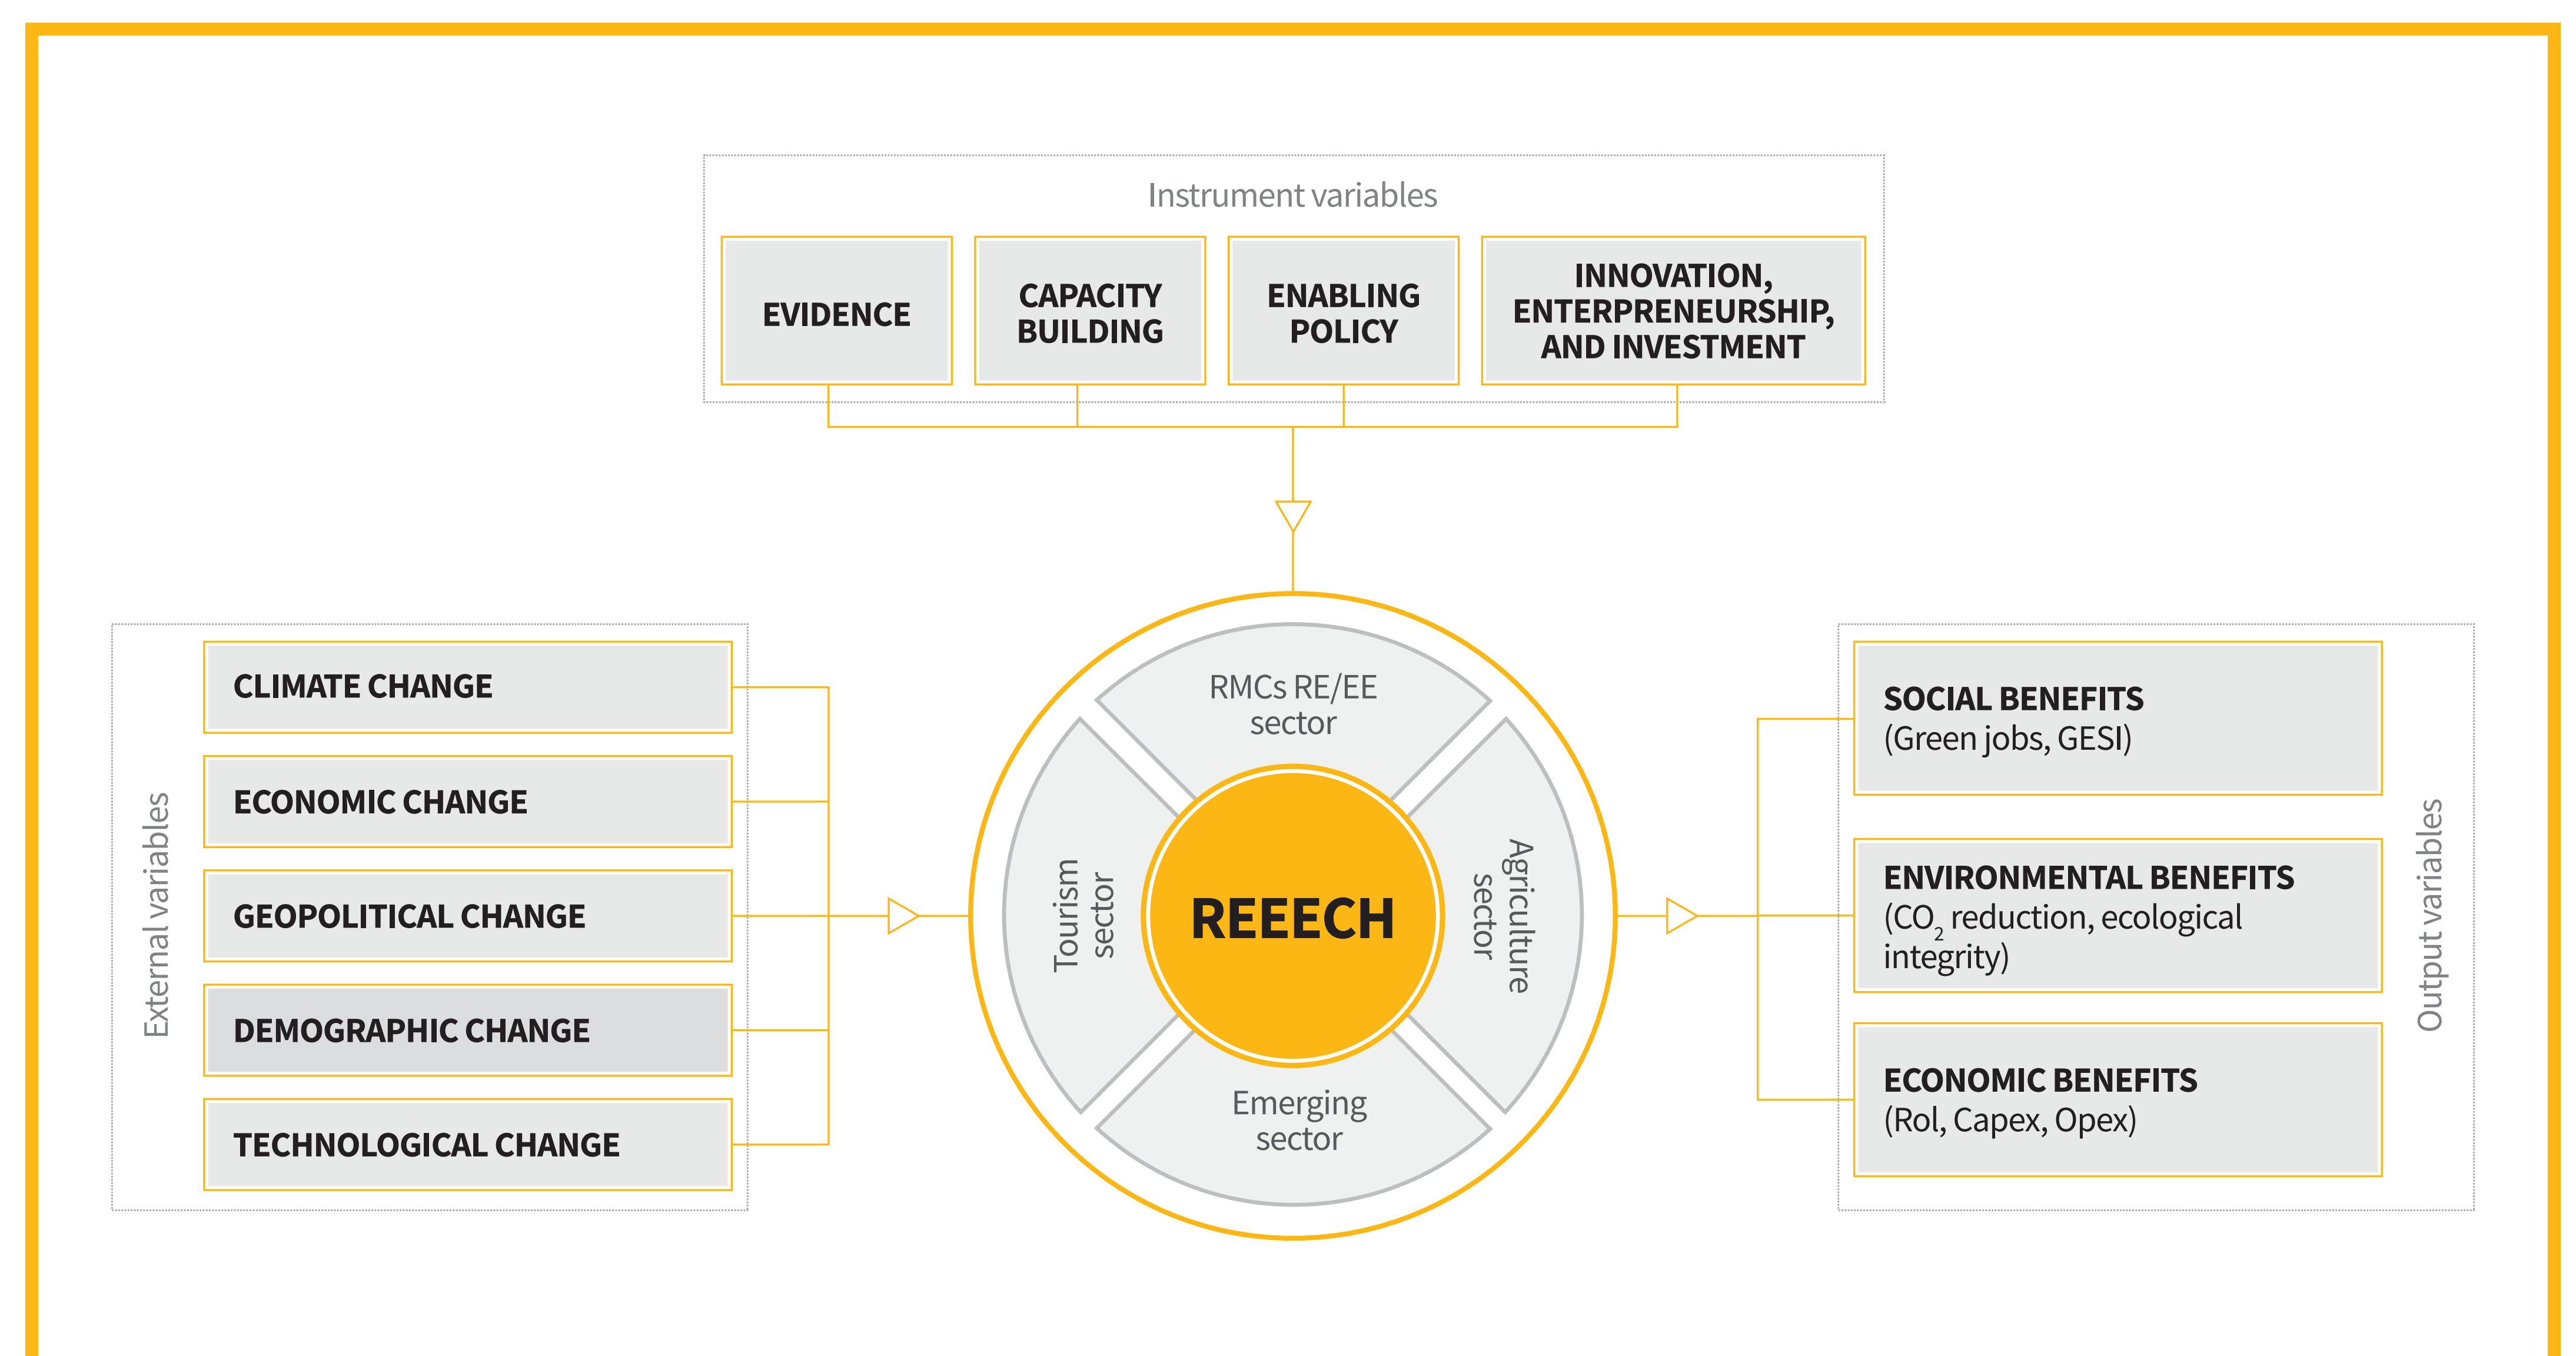 Instrument variables
EVIDENCE
CAPACITY
BUILDING
ENABLING
POLICY
INNOVATION,
ENTERPRENEURSHIP,
AND INVESTMENT
External variables
CLIMATE CHANGE
ECONOMIC CHANGE
GEOPOLITICAL CHANGE
DEMOGRAPHIC CHANGE
TECHNOLOGICAL CHANGE
RMCs RE/EE
sector
Tourism
sector
REEECH
Agriculture
sector
Emerging
sector
SOCIAL BENEFITS
(Green jobs, GESI)
ENVIRONMENTAL BENEFITS
(CO₂ reduction, ecological
integrity)
ECONOMIC BENEFITS
(RoI, Capex, Opex)
Output variables